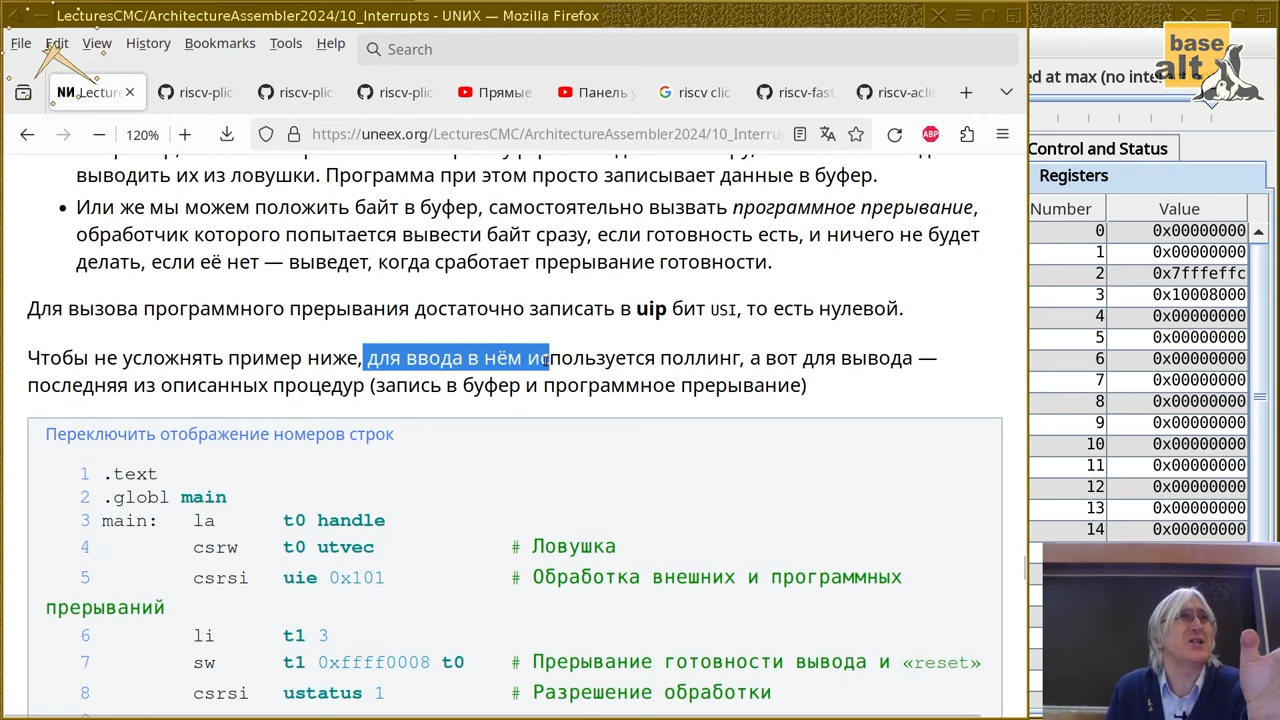 LecturesCMC/ArchitectureAssembler2024/10_Interrupts - UNИX — Mozilla Firefox
File Edit View History Bookmarks Tools Help
Search
Lecture
riscv-plic
riscv-plic
riscv-plic
Прямые
Панель у
riscv clic
riscv-fast
riscv-aclin
120%
https://uneex.org/LecturesCMC/ArchitectureAssembler2024/10_Interru
ABP
выводить их из ловушки. Программа при этом просто записывает данные в буфер.
• Или же мы можем положить байт в буфер, самостоятельно вызвать программное прерывание,
обработчик которого попытается вывести байт сразу, если готовность есть, и ничего не будет
делать, если её нет — выведет, когда сработает прерывание готовности.
Для вызова программного прерывания достаточно записать в uip бит USI, то есть нулевой.
Чтобы не усложнять пример ниже, для ввода в нём используется поллинг, а вот для вывода —
последняя из описанных процедур (запись в буфер и программное прерывание)
Переключить отображение номеров строк
1 .text
2 .globl main
3 main: la t0 handle
4 csrw t0 utvec # Ловушка
5 csrsi uie 0x101 # Обработка внешних и программных
прерываний
6 li t1 3
7 sw t1 0xffff0008 t0 # Прерывание готовности вывода и «reset»
8 csrsi ustatus 1 # Разрешение обработки
base
alt
ed at max (no inte
Control and Status
Registers
Number Value
0 0x00000000
1 0x00000000
2 0x7fffeffc
3 0x10008000
4 0x00000000
5 0x00000000
6 0x00000000
7 0x00000000
8 0x00000000
9 0x00000000
10 0x00000000
11 0x00000000
12 0x00000000
13 0x00000000
14 0x00000000